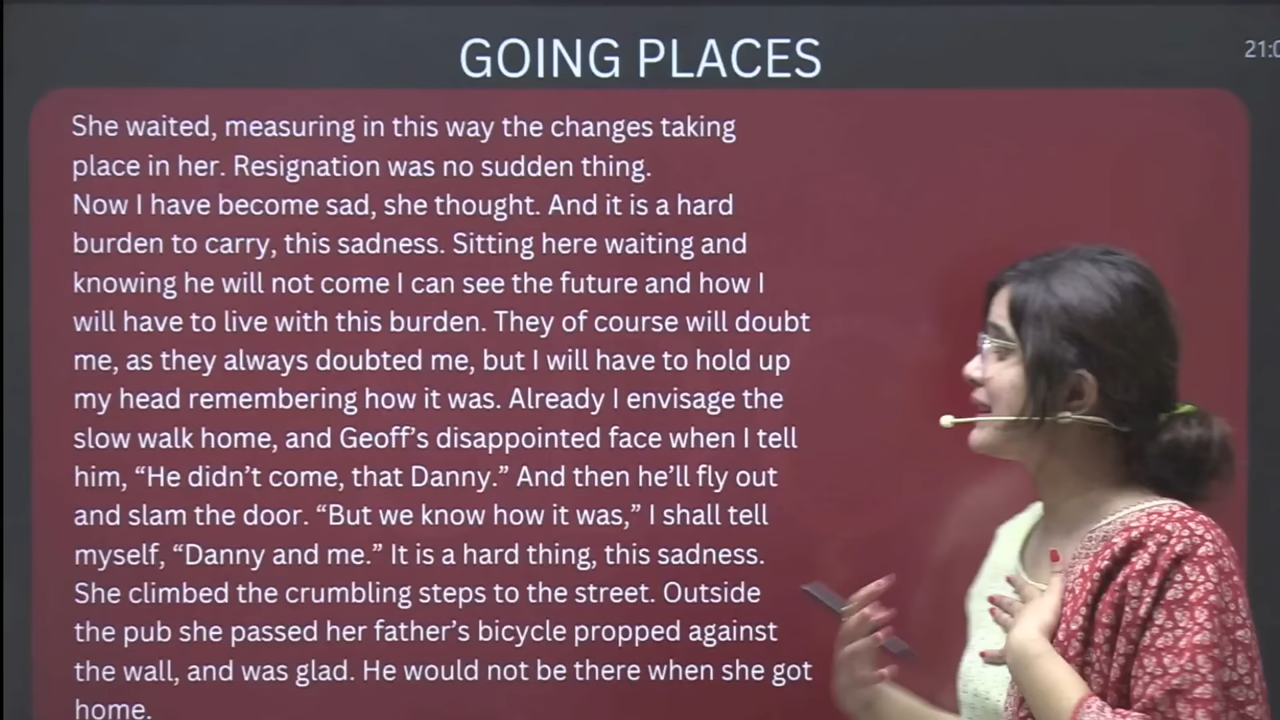 GOING PLACES
21:0
She waited, measuring in this way the changes taking
place in her. Resignation was no sudden thing.
Now I have become sad, she thought. And it is a hard
burden to carry, this sadness. Sitting here waiting and
knowing he will not come I can see the future and how I
will have to live with this burden. They of course will doubt
me, as they always doubted me, but I will have to hold up
my head remembering how it was. Already I envisage the
slow walk home, and Geoff’s disappointed face when I tell
him, “He didn’t come, that Danny.” And then he’ll fly out
and slam the door. “But we know how it was,” I shall tell
myself, “Danny and me.” It is a hard thing, this sadness.
She climbed the crumbling steps to the street. Outside
the pub she passed her father’s bicycle propped against
the wall, and was glad. He would not be there when she got
home.